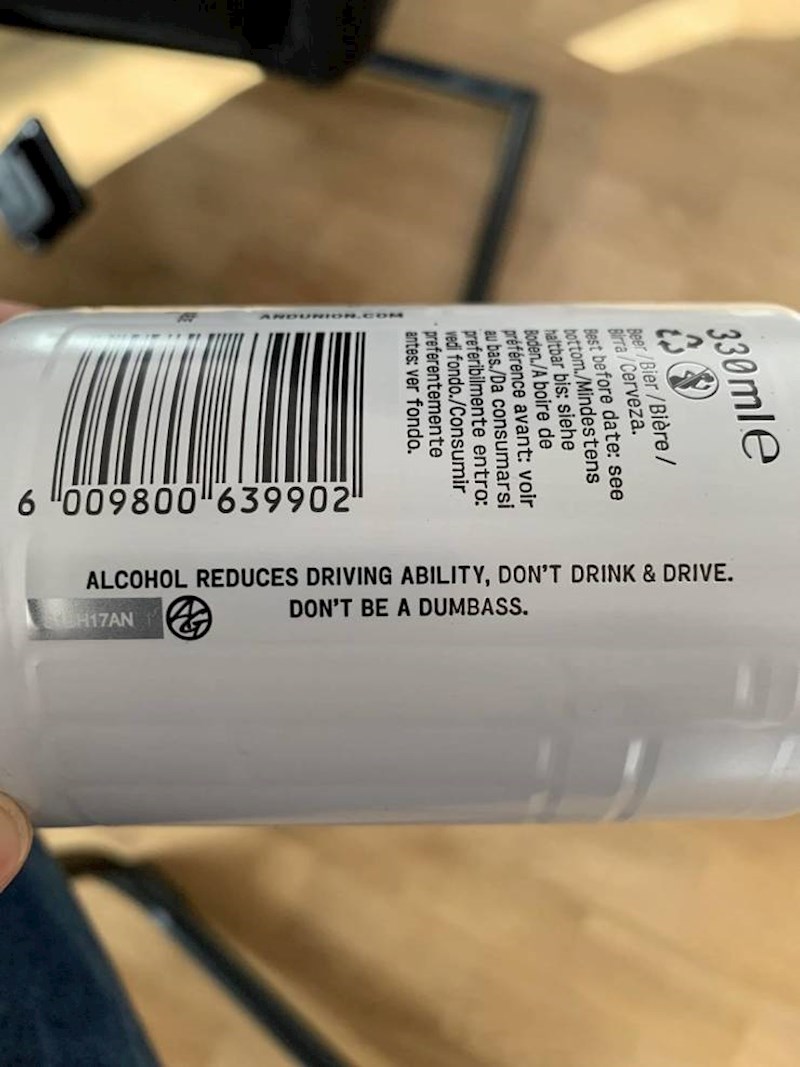 ANDUNION.COM
6 009800 639902
330mle
Beer/Bier/Bière/
Birra/Cerveza.
Best before date: see
bottom./Mindestens
haltbar bis: siehe
Boden./A boire de
préférence avant: voir
au bas./Da consumarsi
preferibilmente entro:
vedi fondo./Consumir
preferentemente
antes: ver fondo.
ALCOHOL REDUCES DRIVING ABILITY, DON'T DRINK & DRIVE.
DON'T BE A DUMBASS.
H17AN